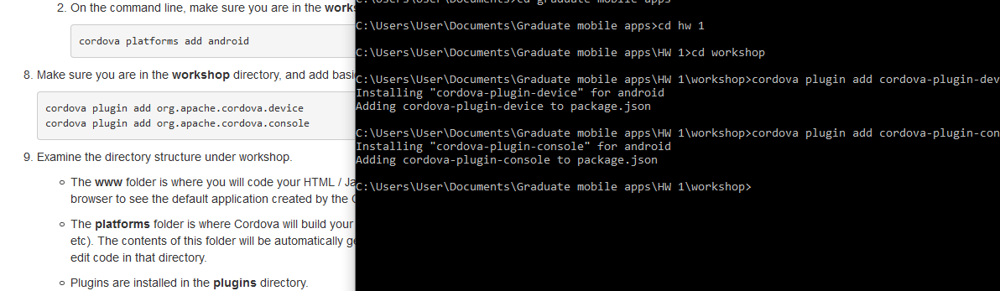 2. On the command line, make sure you are in the
cordova platforms add android
8. Make sure you are in the workshop directory, and add
cordova plugin add org.apache.cordova.device
cordova plugin add org.apache.cordova.console
9. Examine the directory structure under workshop.
The www folder is where you will code your HTML /
browser to see the default application created by the
The platforms folder is where Cordova will build your
etc). The contents of this folder will be automatically
edit code in that directory.
Plugins are installed in the plugins directory.
C:\Users\User\Documents>cd graduate mobile apps
C:\Users\User\Documents\Graduate mobile apps>cd hw 1
C:\Users\User\Documents\Graduate mobile apps\HW 1>cd workshop
C:\Users\User\Documents\Graduate mobile apps\HW 1\workshop>cordova plugin add cordova-plugin-dev
Installing "cordova-plugin-device" for android
Adding cordova-plugin-device to package.json
C:\Users\User\Documents\Graduate mobile apps\HW 1\workshop>cordova plugin add cordova-plugin-con
Installing "cordova-plugin-console" for android
Adding cordova-plugin-console to package.json
C:\Users\User\Documents\Graduate mobile apps\HW 1\workshop>